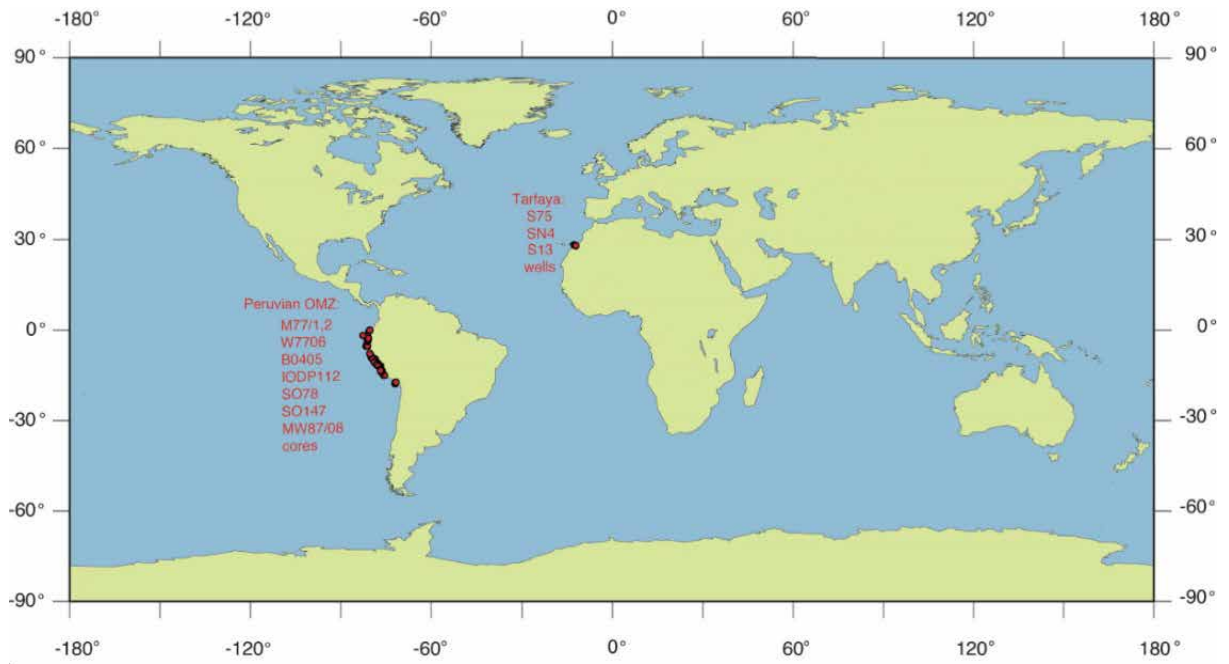 -180° -120° -60° 0° 60° 120° 180°
90° 90°
60° 60°
Tarfaya:
S75
SN4
S13
wells
30° 30°
Peruvian OMZ:
M77/1,2
W7706
B0405
IODP112
SO78
SO147
MW87/08
cores
0° 0°
-30° -30°
-60° -60°
-90° -90°
-180° -120° -60° 0° 60° 120° 180°